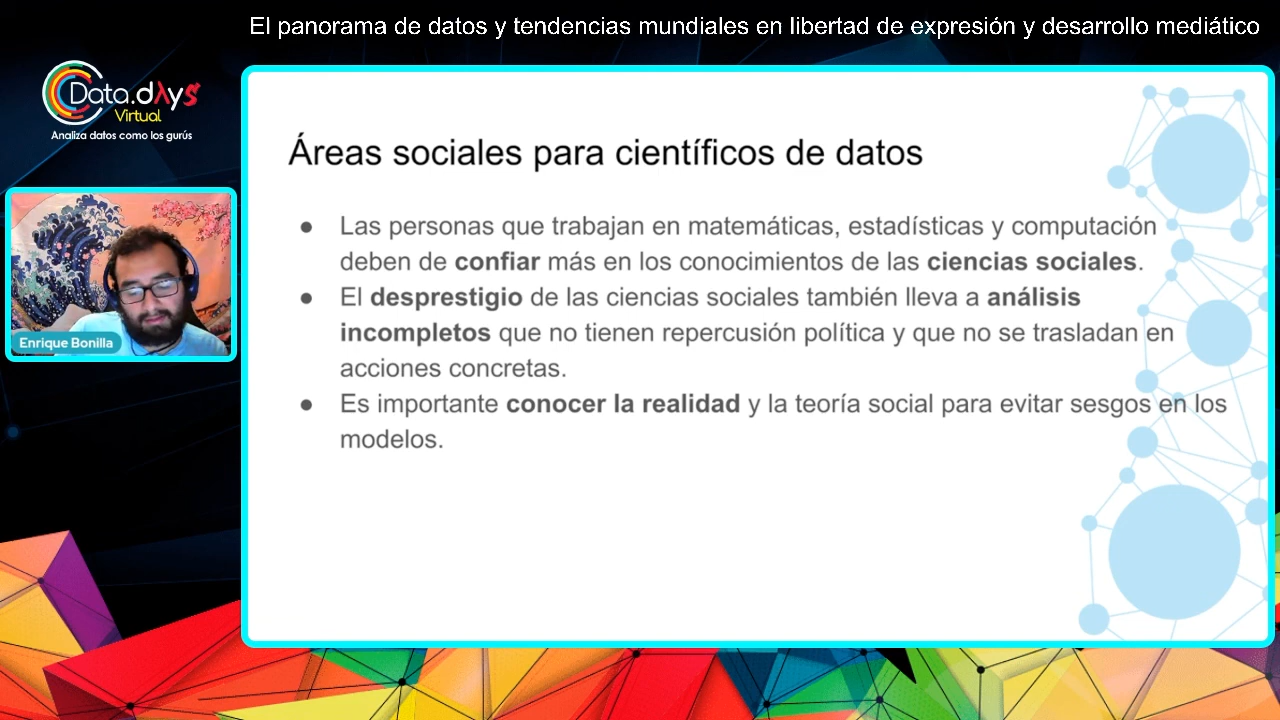 El panorama de datos y tendencias mundiales en libertad de expresión y desarrollo mediático
Data.dAys
Virtual
Analiza datos como los gurús
Enrique Bonilla
Áreas sociales para científicos de datos
● Las personas que trabajan en matemáticas, estadísticas y computación
deben de confiar más en los conocimientos de las ciencias sociales.
● El desprestigio de las ciencias sociales también lleva a análisis
incompletos que no tienen repercusión política y que no se trasladan en
acciones concretas.
● Es importante conocer la realidad y la teoría social para evitar sesgos en los
modelos.